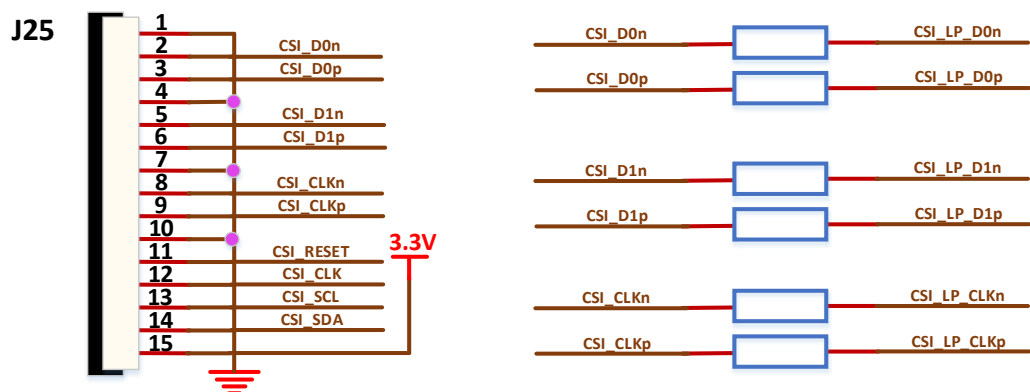 J25
1
2 CSI_D0n
3 CSI_D0p
4
5 CSI_D1n
6 CSI_D1p
7
8 CSI_CLKn
9 CSI_CLKp
10
3.3V
11 CSI_RESET
12 CSI_CLK
13 CSI_SCL
14 CSI_SDA
15
CSI_D0n CSI_LP_D0n
CSI_D0p CSI_LP_D0p
CSI_D1n CSI_LP_D1n
CSI_D1p CSI_LP_D1p
CSI_CLKn CSI_LP_CLKn
CSI_CLKp CSI_LP_CLKp